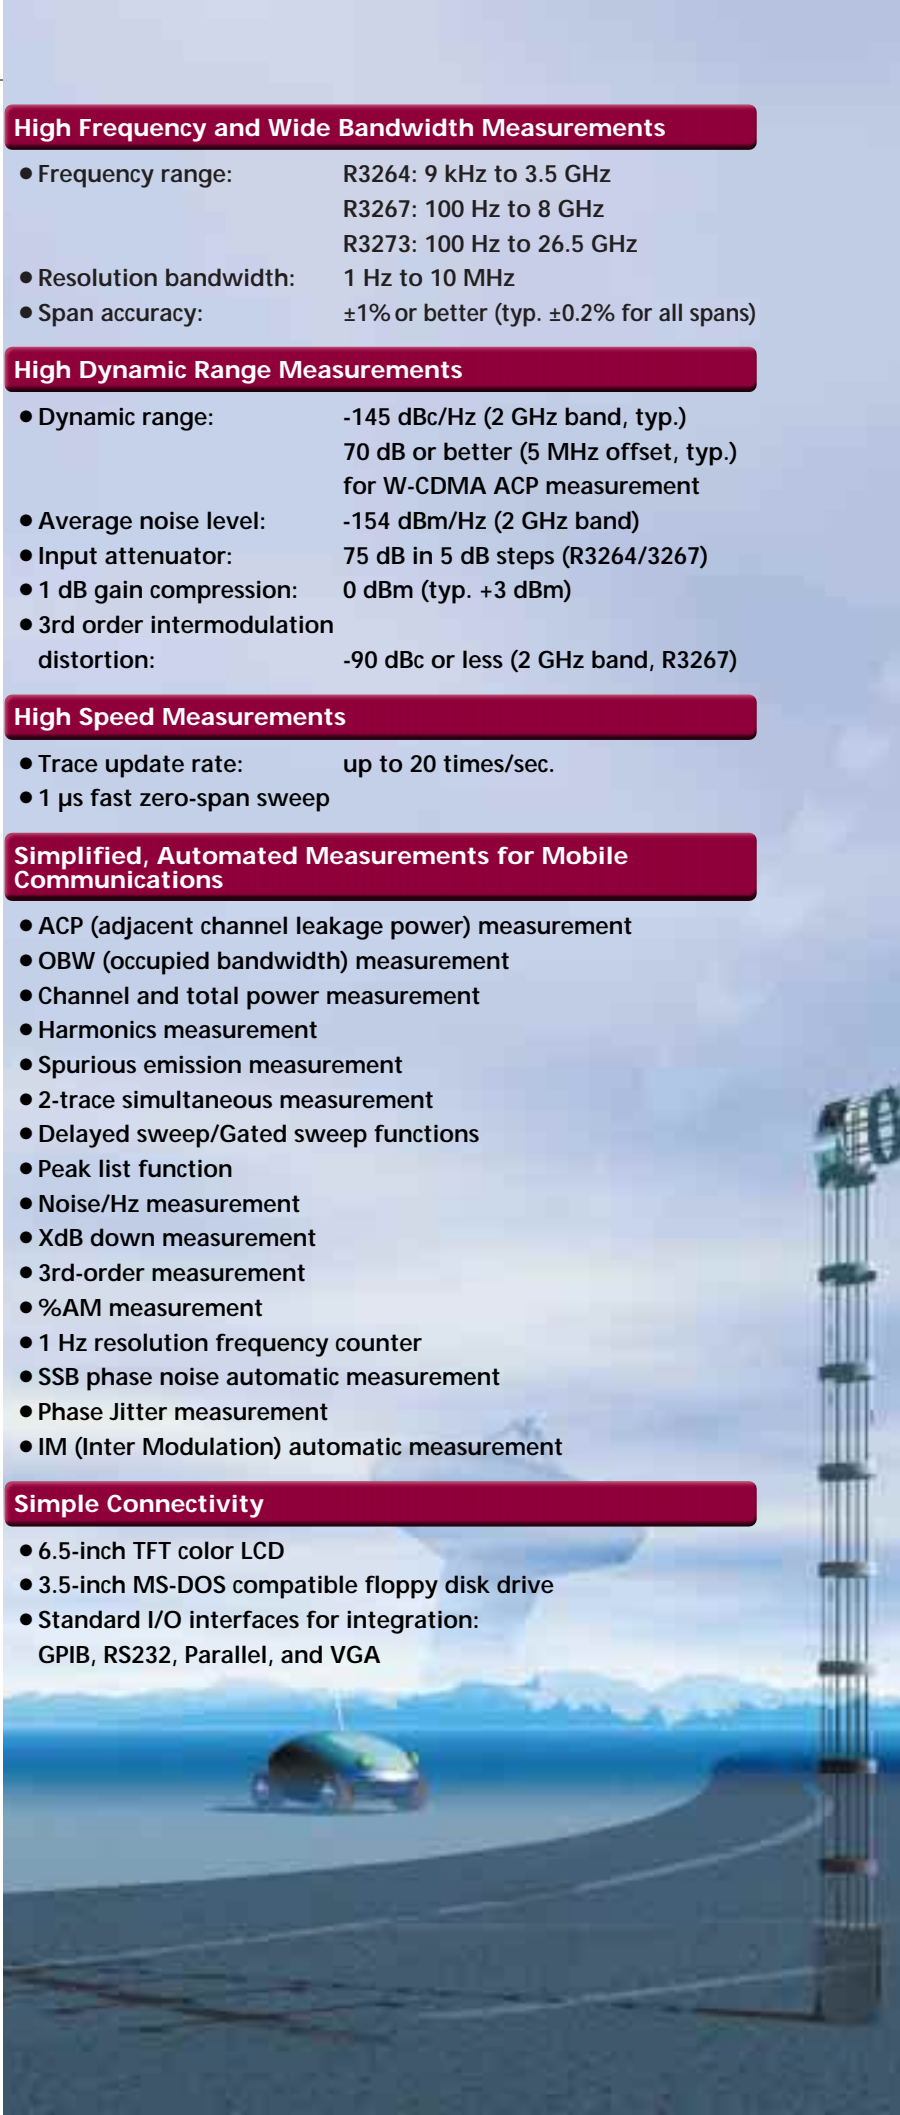 High Frequency and Wide Bandwidth Measurements
● Frequency range: R3264: 9 kHz to 3.5 GHz
R3267: 100 Hz to 8 GHz
R3273: 100 Hz to 26.5 GHz
● Resolution bandwidth: 1 Hz to 10 MHz
● Span accuracy: ±1% or better (typ. ±0.2% for all spans)
High Dynamic Range Measurements
● Dynamic range: -145 dBc/Hz (2 GHz band, typ.)
70 dB or better (5 MHz offset, typ.)
for W-CDMA ACP measurement
● Average noise level: -154 dBm/Hz (2 GHz band)
● Input attenuator: 75 dB in 5 dB steps (R3264/3267)
● 1 dB gain compression: 0 dBm (typ. +3 dBm)
● 3rd order intermodulation
distortion: -90 dBc or less (2 GHz band, R3267)
High Speed Measurements
● Trace update rate: up to 20 times/sec.
● 1 µs fast zero-span sweep
Simplified, Automated Measurements for Mobile
Communications
● ACP (adjacent channel leakage power) measurement
● OBW (occupied bandwidth) measurement
● Channel and total power measurement
● Harmonics measurement
● Spurious emission measurement
● 2-trace simultaneous measurement
● Delayed sweep/Gated sweep functions
● Peak list function
● Noise/Hz measurement
● XdB down measurement
● 3rd-order measurement
● %AM measurement
● 1 Hz resolution frequency counter
● SSB phase noise automatic measurement
● Phase Jitter measurement
● IM (Inter Modulation) automatic measurement
Simple Connectivity
● 6.5-inch TFT color LCD
● 3.5-inch MS-DOS compatible floppy disk drive
● Standard I/O interfaces for integration:
GPIB, RS232, Parallel, and VGA